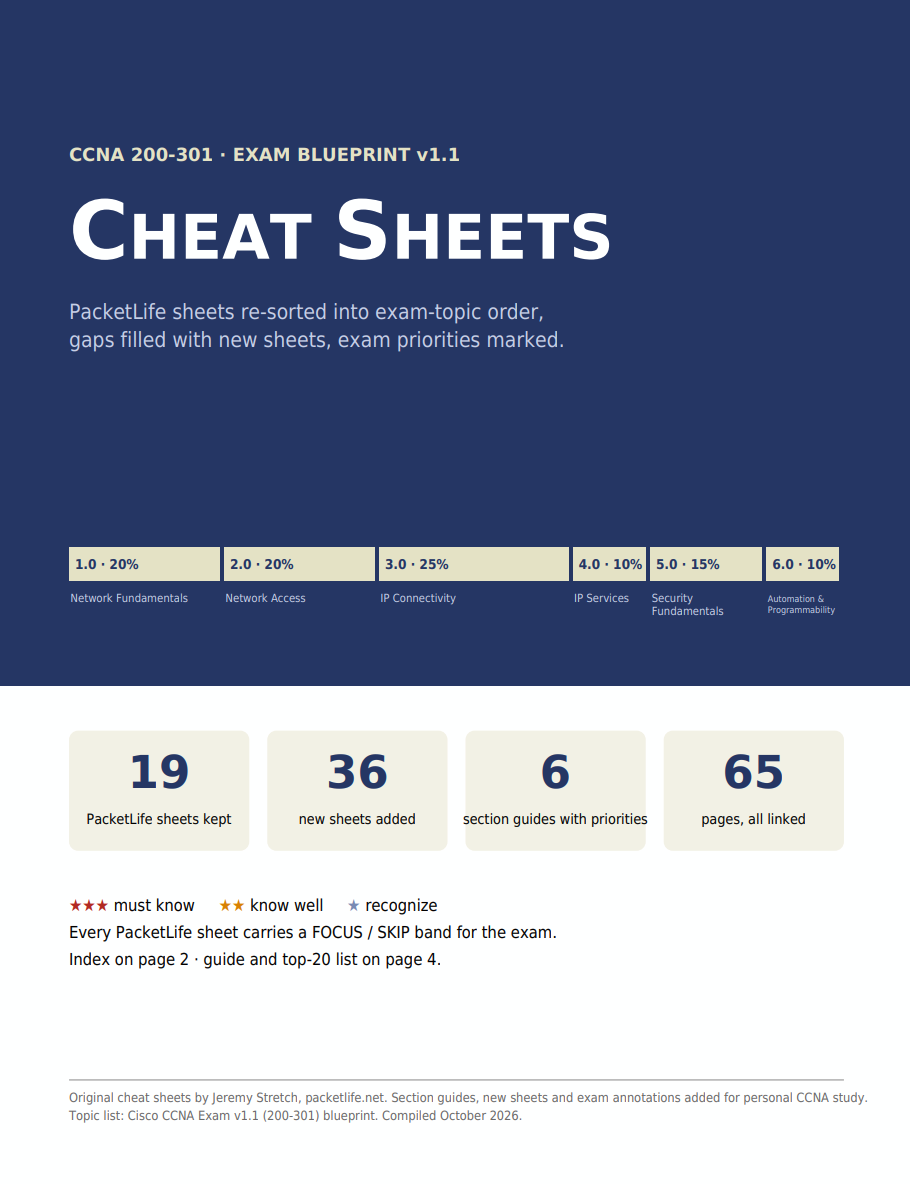 CCNA 200-301 · EXAM BLUEPRINT v1.1
CHEAT SHEETS
PacketLife sheets re-sorted into exam-topic order,
gaps filled with new sheets, exam priorities marked.
1.0 · 20%
2.0 · 20%
3.0 · 25%
4.0 · 10%
5.0 · 15%
6.0 · 10%
Network Fundamentals
Network Access
IP Connectivity
IP Services
Security
Fundamentals
Automation &
Programmability
19
PacketLife sheets kept
36
new sheets added
6
section guides with priorities
65
pages, all linked
★★★ must know ★★ know well ★ recognize
Every PacketLife sheet carries a FOCUS / SKIP band for the exam.
Index on page 2 · guide and top-20 list on page 4.
Original cheat sheets by Jeremy Stretch, packetlife.net. Section guides, new sheets and exam annotations added for personal CCNA study.
Topic list: Cisco CCNA Exam v1.1 (200-301) blueprint. Compiled October 2026.